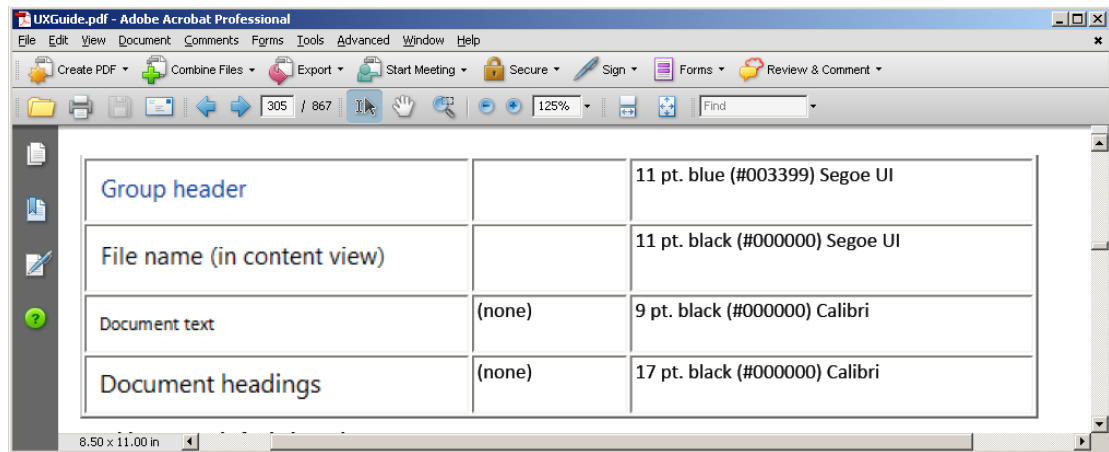 UXGuide.pdf - Adobe Acrobat Professional
File Edit View Document Comments Forms Tools Advanced Window Help
Create PDF Combine Files Export Start Meeting Secure Sign Forms Review & Comment
305 / 867 125% Find
Group header 11 pt. blue (#003399) Segoe UI
File name (in content view) 11 pt. black (#000000) Segoe UI
Document text (none) 9 pt. black (#000000) Calibri
Document headings (none) 17 pt. black (#000000) Calibri
8.50 x 11.00 in